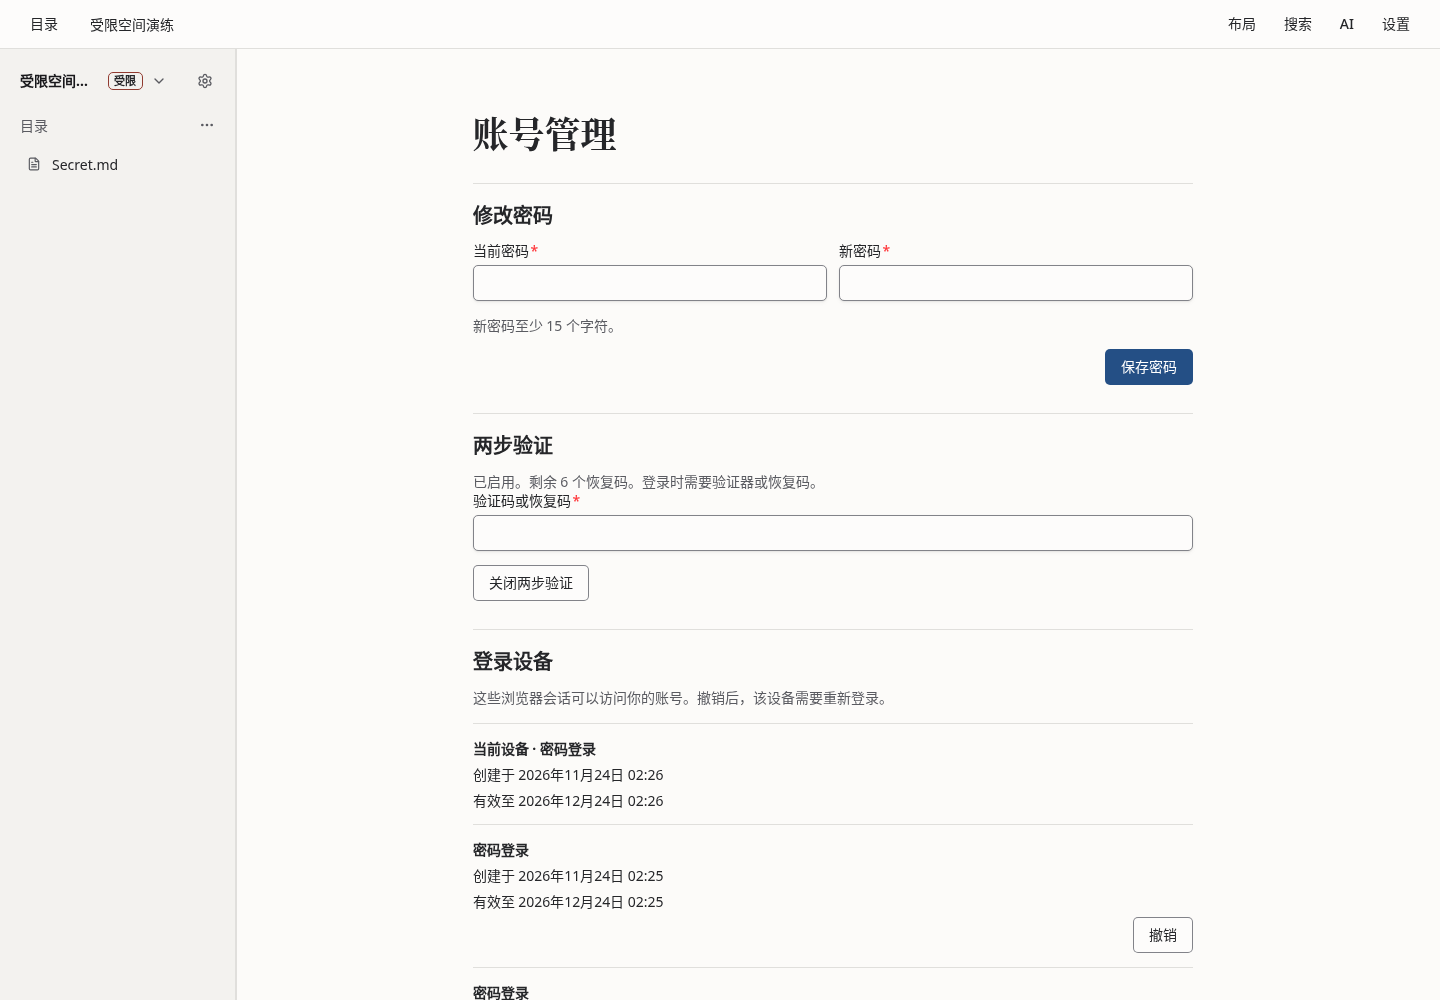 目录
受限空间演练
布局
搜索
AI
设置
受限空间...
受限
目录
Secret.md
账号管理
修改密码
当前密码*
新密码*
新密码至少 15 个字符。
保存密码
两步验证
已启用。剩余 6 个恢复码。登录时需要验证器或恢复码。
验证码或恢复码*
关闭两步验证
登录设备
这些浏览器会话可以访问你的账号。撤销后，该设备需要重新登录。
当前设备 · 密码登录
创建于 2026年11月24日 02:26
有效至 2026年12月24日 02:26
密码登录
创建于 2026年11月24日 02:25
有效至 2026年12月24日 02:25
撤销
密码登录